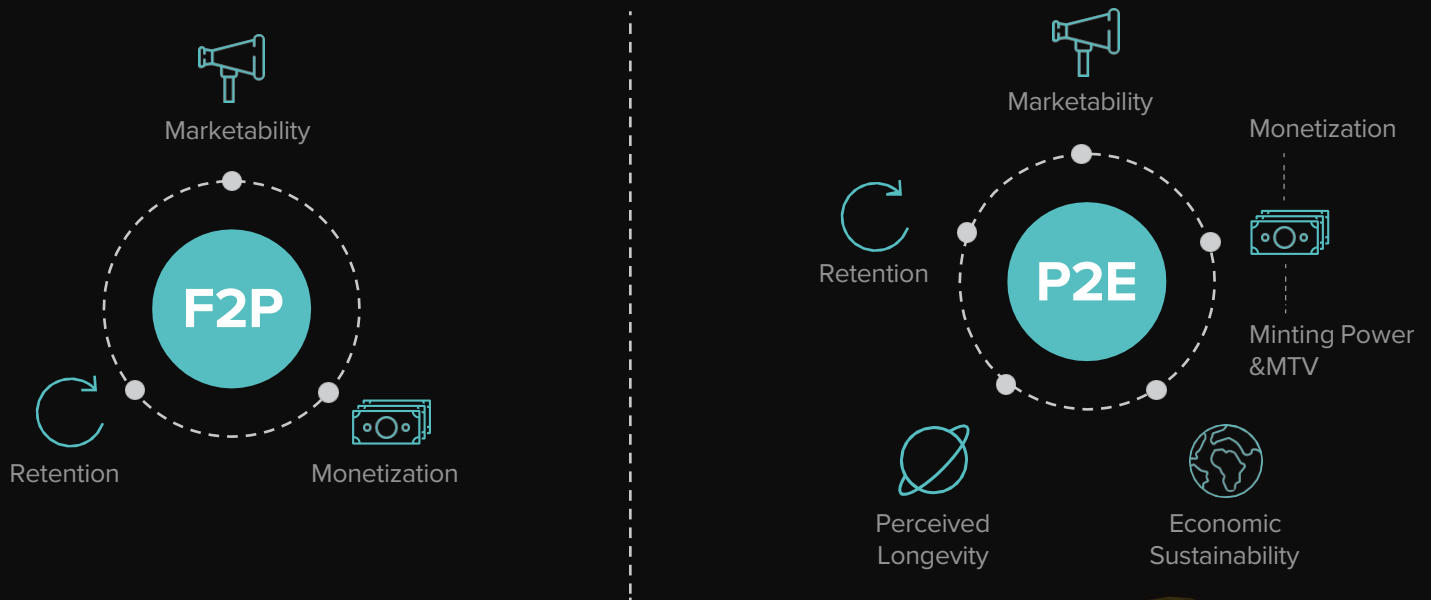 Marketability
F2P
Retention
Monetization
Marketability
Monetization
Retention
P2E
Minting Power
&MTV
Perceived
Longevity
Economic
Sustainability